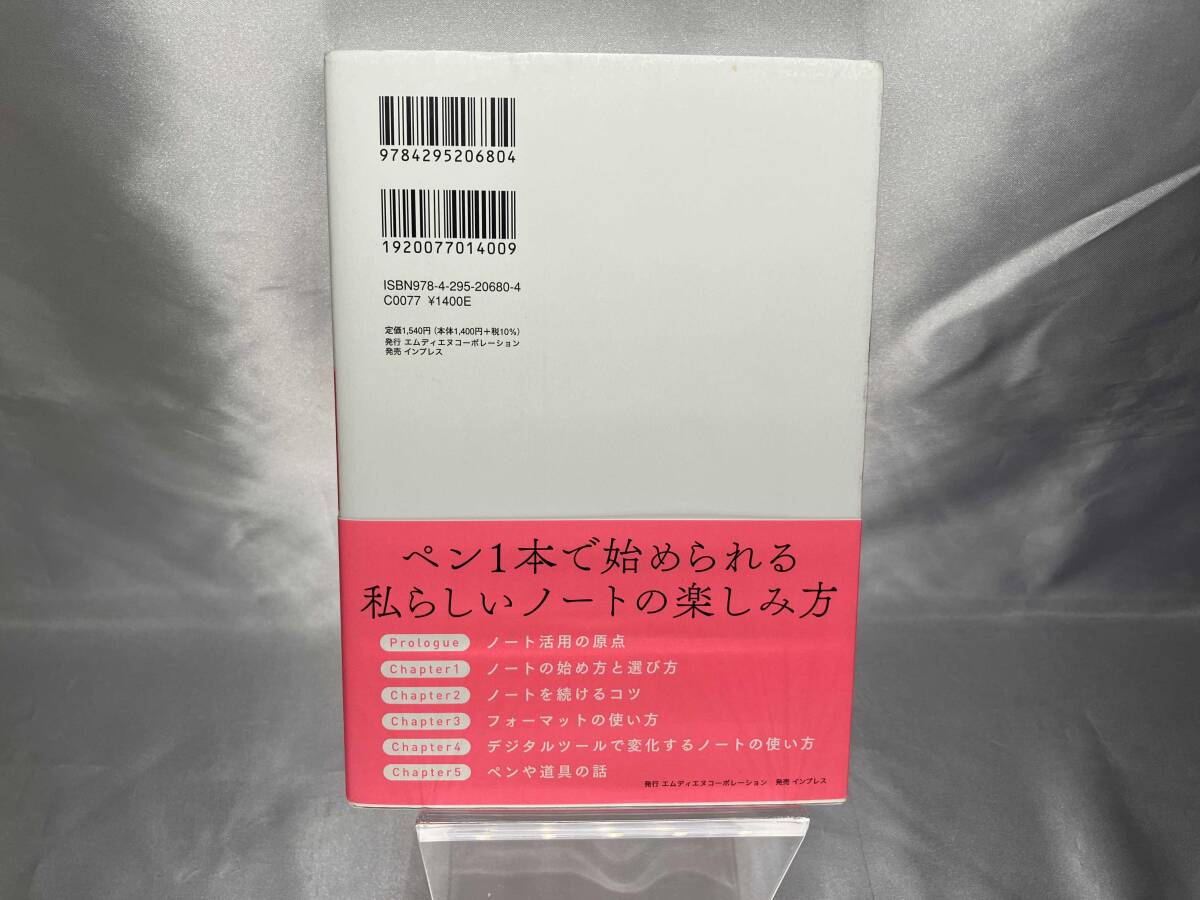 9784295206804
1920077014009
ISBN978-4-295-20680-4
C0077 ¥1400E
定価1,540円(本体1,400円+税10%)
発行 エムディエヌコーポレーション
発売 インプレス
ペン1本で始められる
私らしいノートの楽しみ方
Prologue ノート活用の原点
Chapter1 ノートの始め方と選び方
Chapter2 ノートを続けるコツ
Chapter3 フォーマットの使い方
Chapter4 デジタルツールで変化するノートの使い方
Chapter5 ペンや道具の話
発行 エムディエヌコーポレーション 発売 インプレス